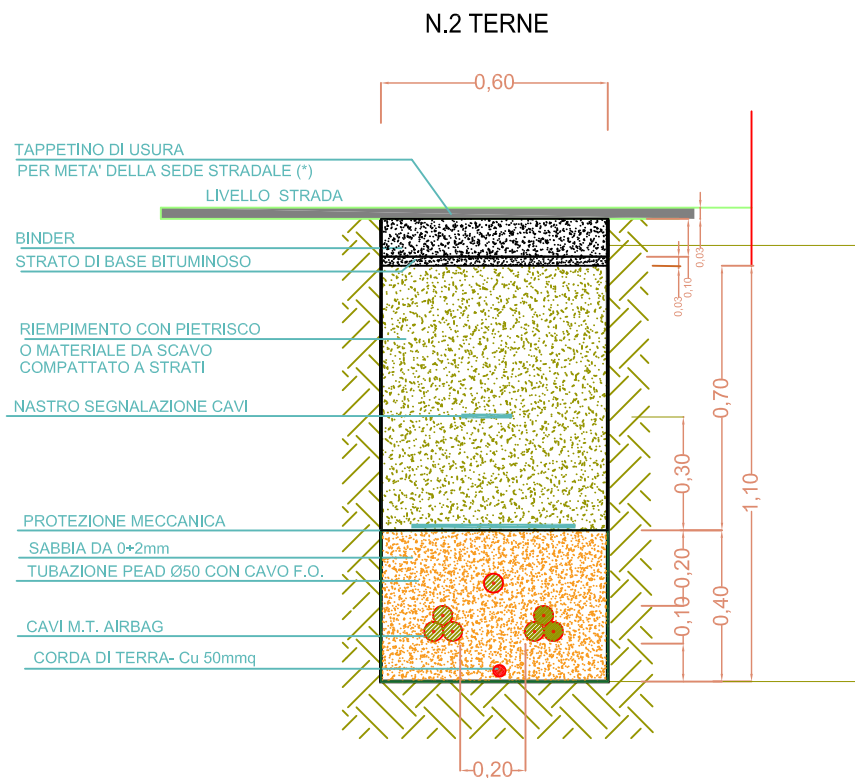 N.2 TERNE
0,60
TAPPETINO DI USURA
PER META' DELLA SEDE STRADALE (*)
LIVELLO STRADA
BINDER
STRATO DI BASE BITUMINOSO
0,03
0,10
0,03
RIEMPIMENTO CON PIETRISCO
O MATERIALE DA SCAVO
COMPATTATO A STRATI
NASTRO SEGNALAZIONE CAVI
0,70
0,30
1,10
PROTEZIONE MECCANICA
SABBIA DA 0÷2mm
TUBAZIONE PEAD Ø50 CON CAVO F.O.
0,20
0,10
0,40
CAVI M.T. AIRBAG
CORDA DI TERRA- Cu 50mmq
0,20